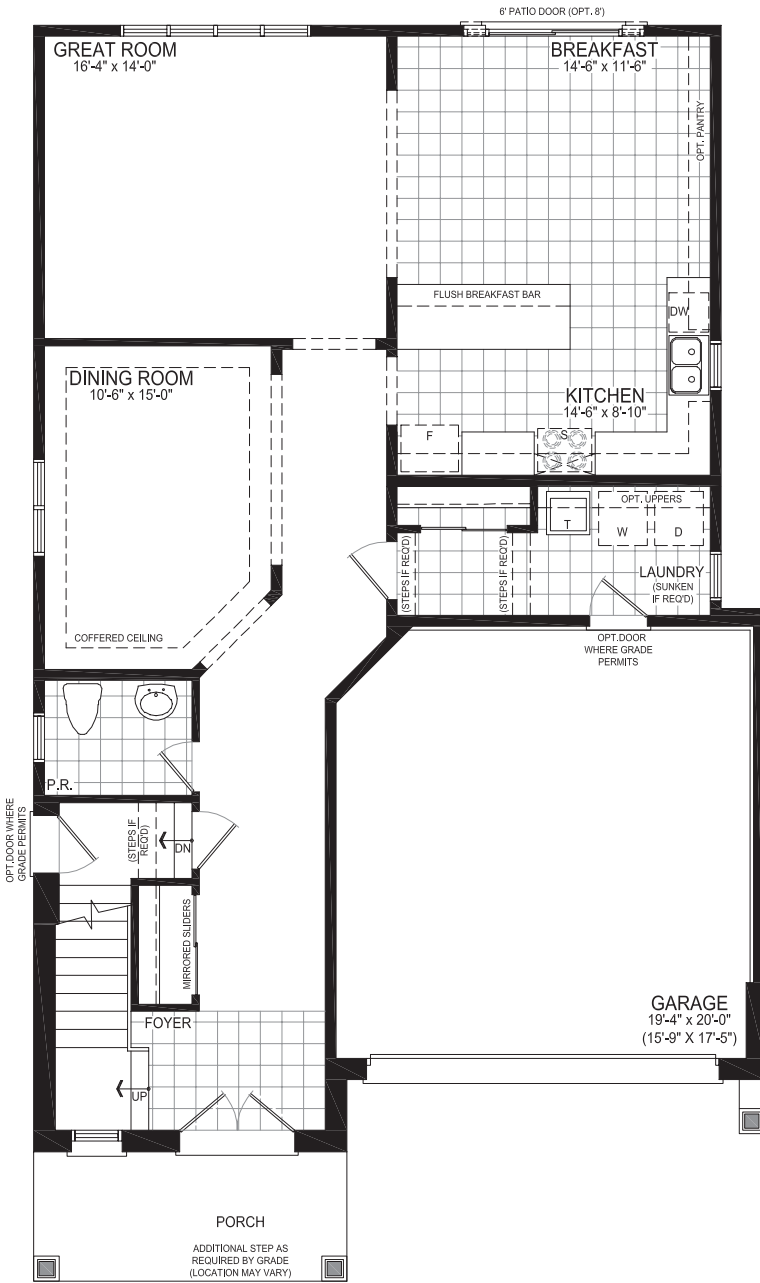 6' PATIO DOOR (OPT. 8')
GREAT ROOM
16'-4" x 14'-0"
BREAKFAST
14'-6" x 11'-6"
OPT. PANTRY
FLUSH BREAKFAST BAR
DW
DINING ROOM
10'-6" x 15'-0"
KITCHEN
14'-6" x 8'-10"
F
S
OPT. UPPERS
T
W
D
(STEPS IF REQ'D)
(STEPS IF REQ'D)
LAUNDRY
(SUNKEN
IF REQ'D)
COFFERED CEILING
OPT.DOOR
WHERE GRADE
PERMITS
P.R.
OPT.DOOR WHERE
GRADE PERMITS
(STEPS IF
REQ'D)
DN
MIRRORED SLIDERS
FOYER
GARAGE
19'-4" x 20'-0"
(15'-9" X 17'-5")
UP
PORCH
ADDITIONAL STEP AS
REQUIRED BY GRADE
(LOCATION MAY VARY)